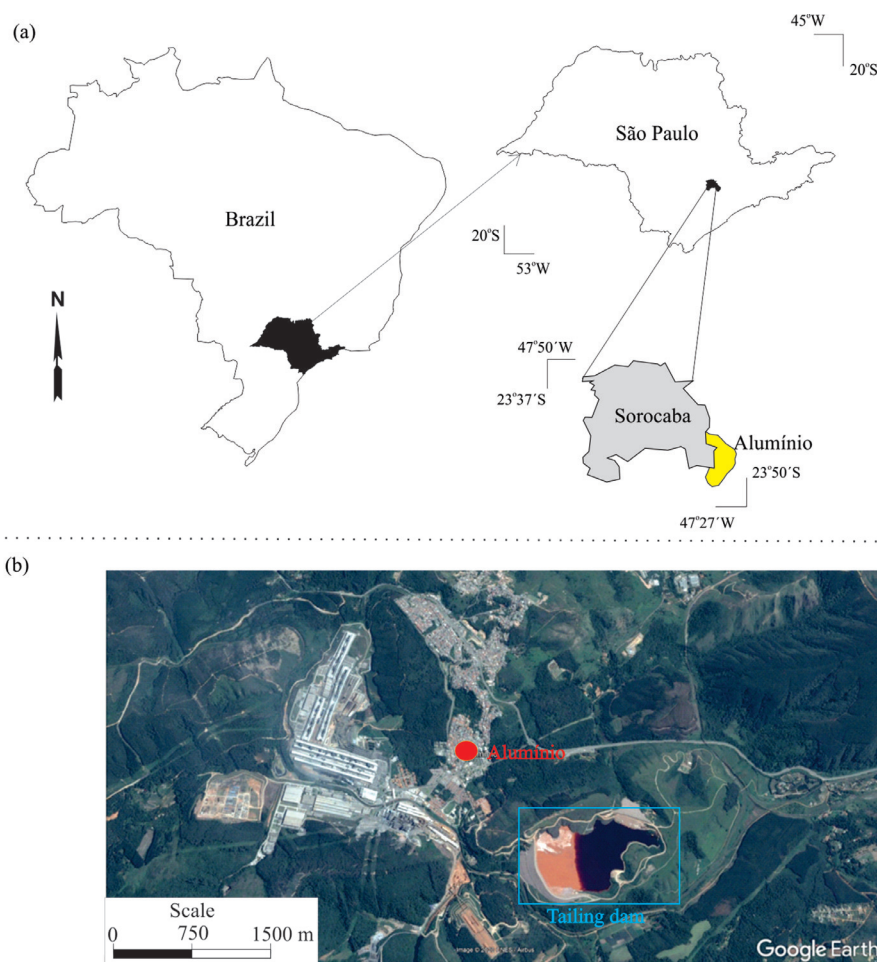 (a)
45°W
20°S
São Paulo
Brazil
20°S
53°W
N
47°50´W
23°37´S
Sorocaba
Alumínio
23°50´S
47°27´W
(b)
Alumínio
Tailing dam
Scale
0 750 1500 m
Google Earth